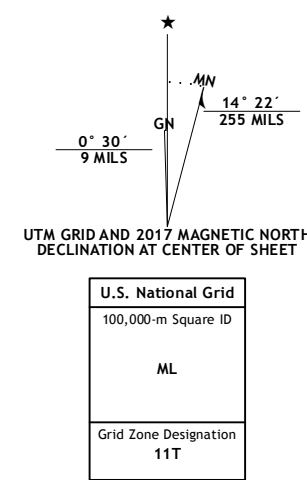 ★
MN
GN
14° 22´
255 MILS
0° 30´
9 MILS
UTM GRID AND 2017 MAGNETIC NORTH
DECLINATION AT CENTER OF SHEET
U.S. National Grid
100,000-m Square ID
ML
Grid Zone Designation
11T